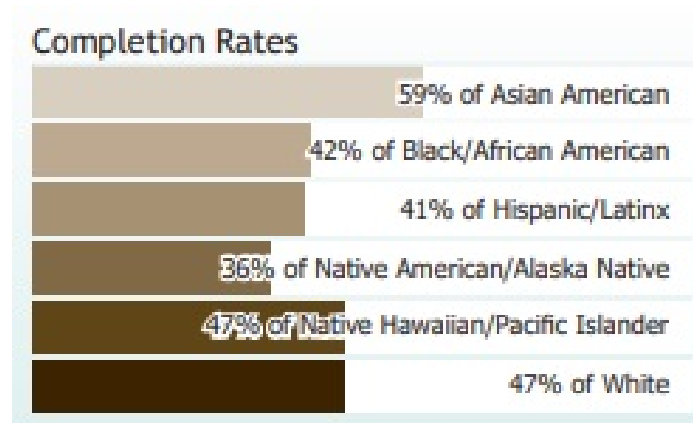 Completion Rates
59% of Asian American
42% of Black/African American
41% of Hispanic/Latinx
36% of Native American/Alaska Native
47% of Native Hawaiian/Pacific Islander
47% of White